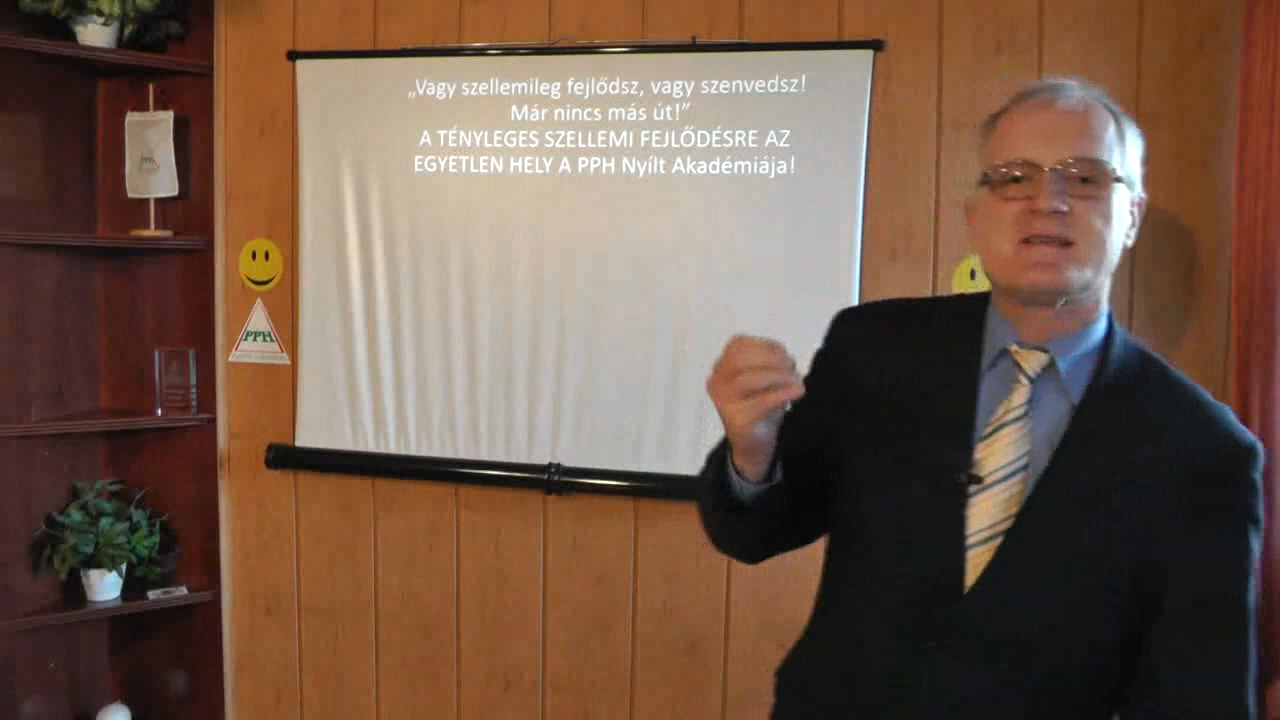 „Vagy szellemileg fejlődsz, vagy szenvedsz!
Már nincs más út!”
A TÉNYLEGES SZELLEMI FEJLŐDÉSRE AZ
EGYETLEN HELY A PPH Nyílt Akadémiája!
PPH